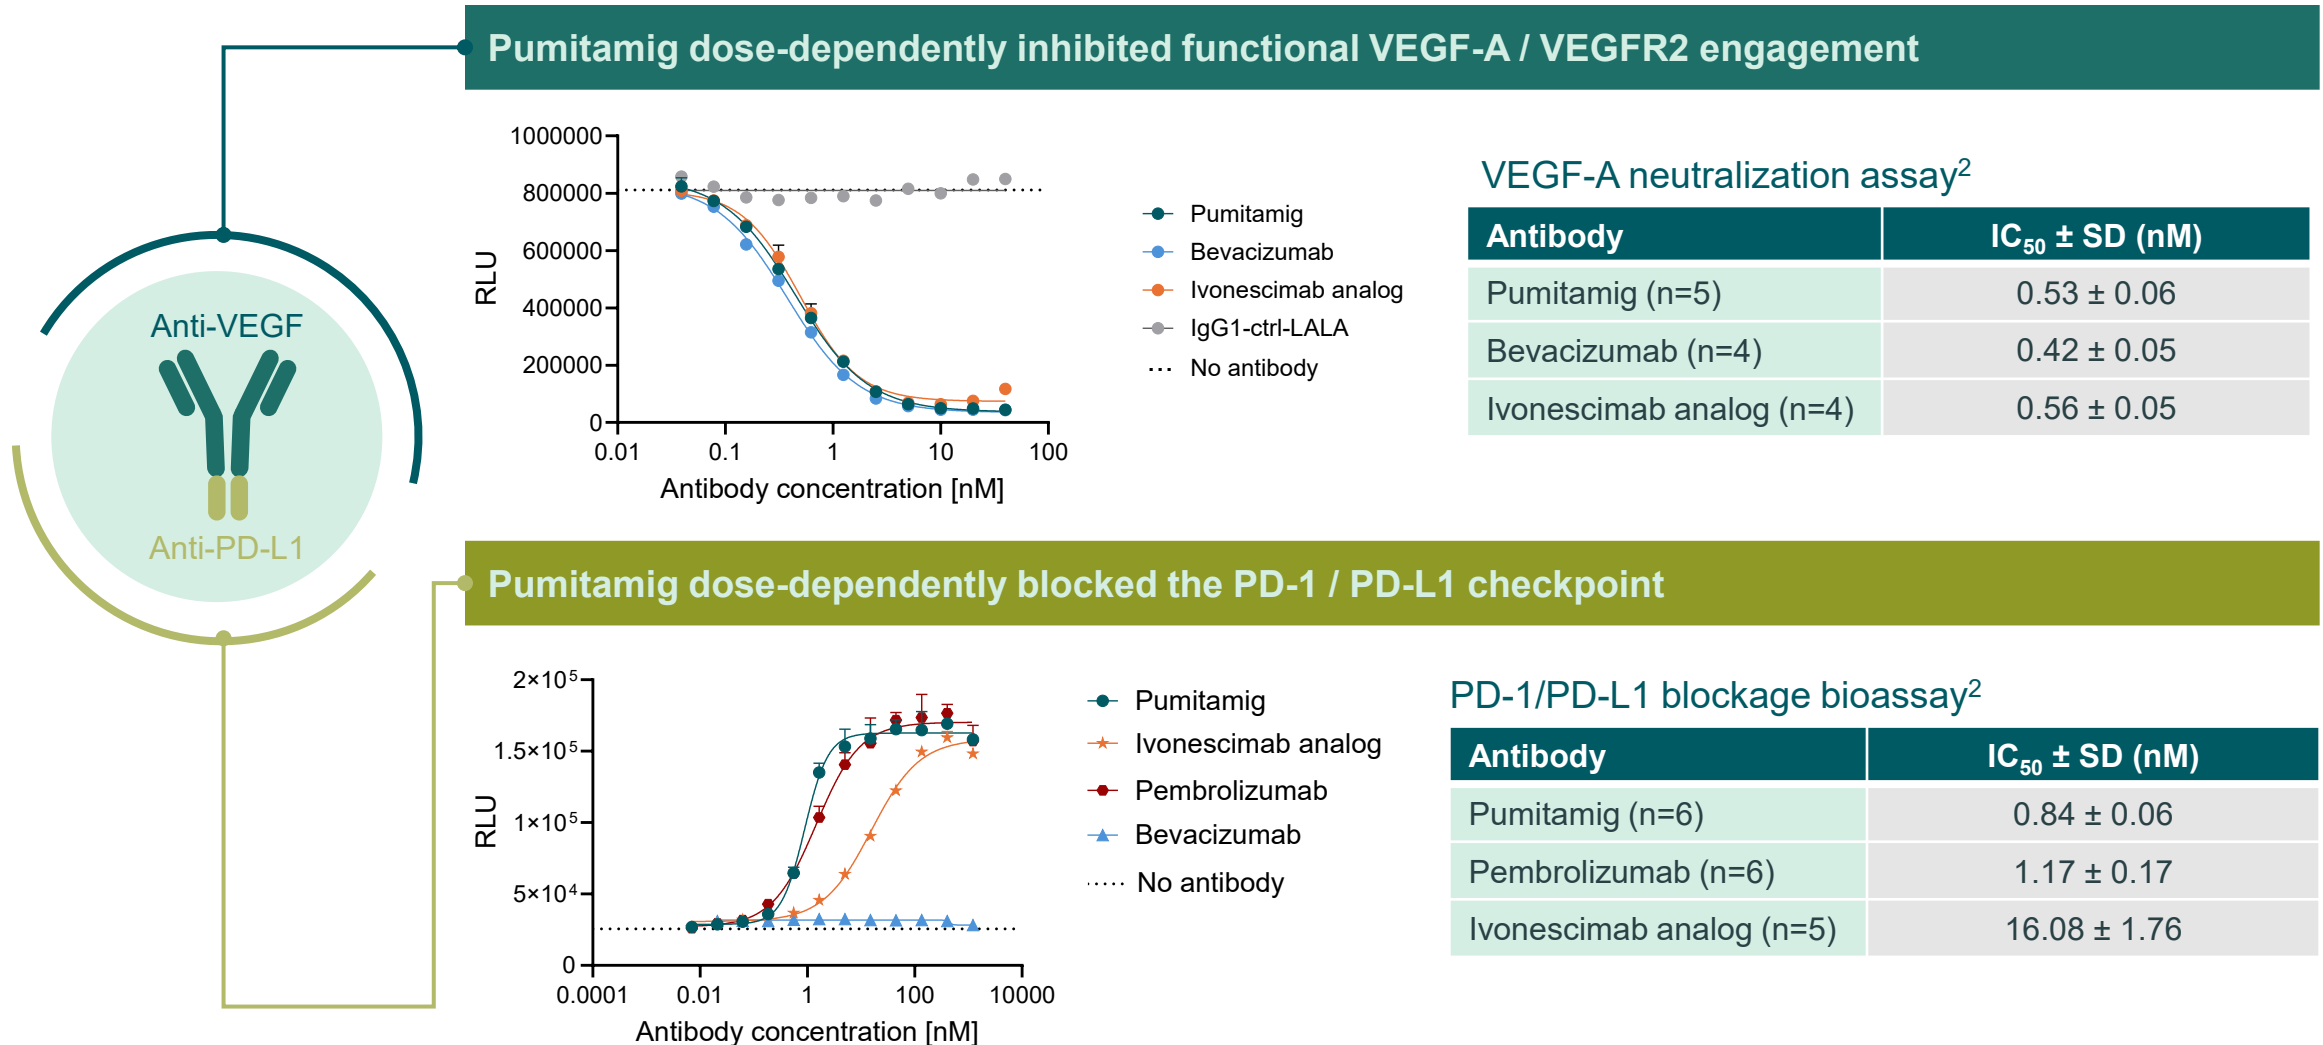 Pumitamig dose-dependently inhibited functional VEGF-A / VEGFR2 engagement
1000000
800000
600000
400000
200000
0
RLU
0.01 0.1 1 10 100
Antibody concentration [nM]
Pumitamig
Bevacizumab
Ivonescimab analog
IgG1-ctrl-LALA
No antibody
VEGF-A neutralization assay²
Antibody IC₅₀ ± SD (nM)
Pumitamig (n=5) 0.53 ± 0.06
Bevacizumab (n=4) 0.42 ± 0.05
Ivonescimab analog (n=4) 0.56 ± 0.05
Anti-VEGF
Anti-PD-L1
Pumitamig dose-dependently blocked the PD-1 / PD-L1 checkpoint
2×10⁵
1.5×10⁵
1×10⁵
5×10⁴
0
RLU
0.0001 0.01 1 100 10000
Antibody concentration [nM]
Pumitamig
Ivonescimab analog
Pembrolizumab
Bevacizumab
No antibody
PD-1/PD-L1 blockage bioassay²
Antibody IC₅₀ ± SD (nM)
Pumitamig (n=6) 0.84 ± 0.06
Pembrolizumab (n=6) 1.17 ± 0.17
Ivonescimab analog (n=5) 16.08 ± 1.76